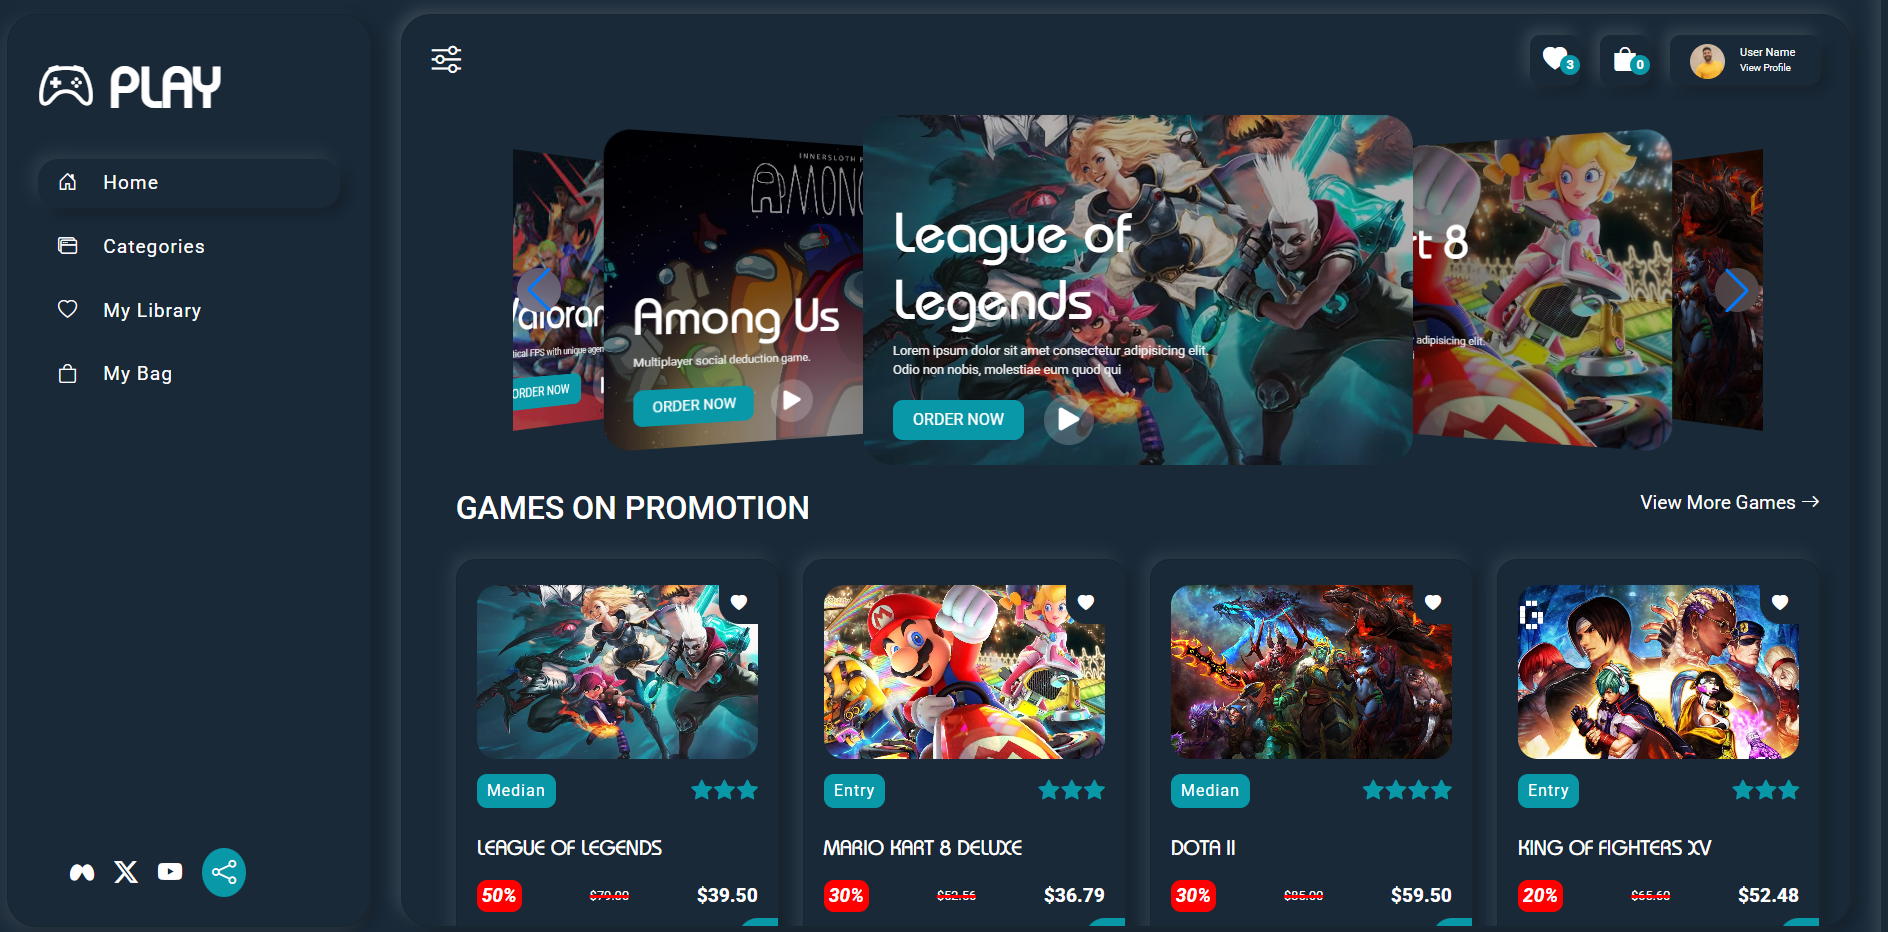 PLAY
Home
Categories
My Library
My Bag
3
0
User Name
View Profile
tical FPS with unique agen
ORDER NOW
INNERSLOTH
AMONG
Among Us
Multiplayer social deduction game.
ORDER NOW
League of
Legends
Lorem ipsum dolor sit amet consectetur adipisicing elit.
Odio non nobis, molestiae eum quod qui
ORDER NOW
rt 8
adipisicing elit.
GAMES ON PROMOTION
View More Games →
Median
LEAGUE OF LEGENDS
50% $79.00 $39.50
Entry
MARIO KART 8 DELUXE
30% $52.56 $36.79
Median
DOTA II
30% $85.00 $59.50
Entry
KING OF FIGHTERS XV
20% $65.60 $52.48